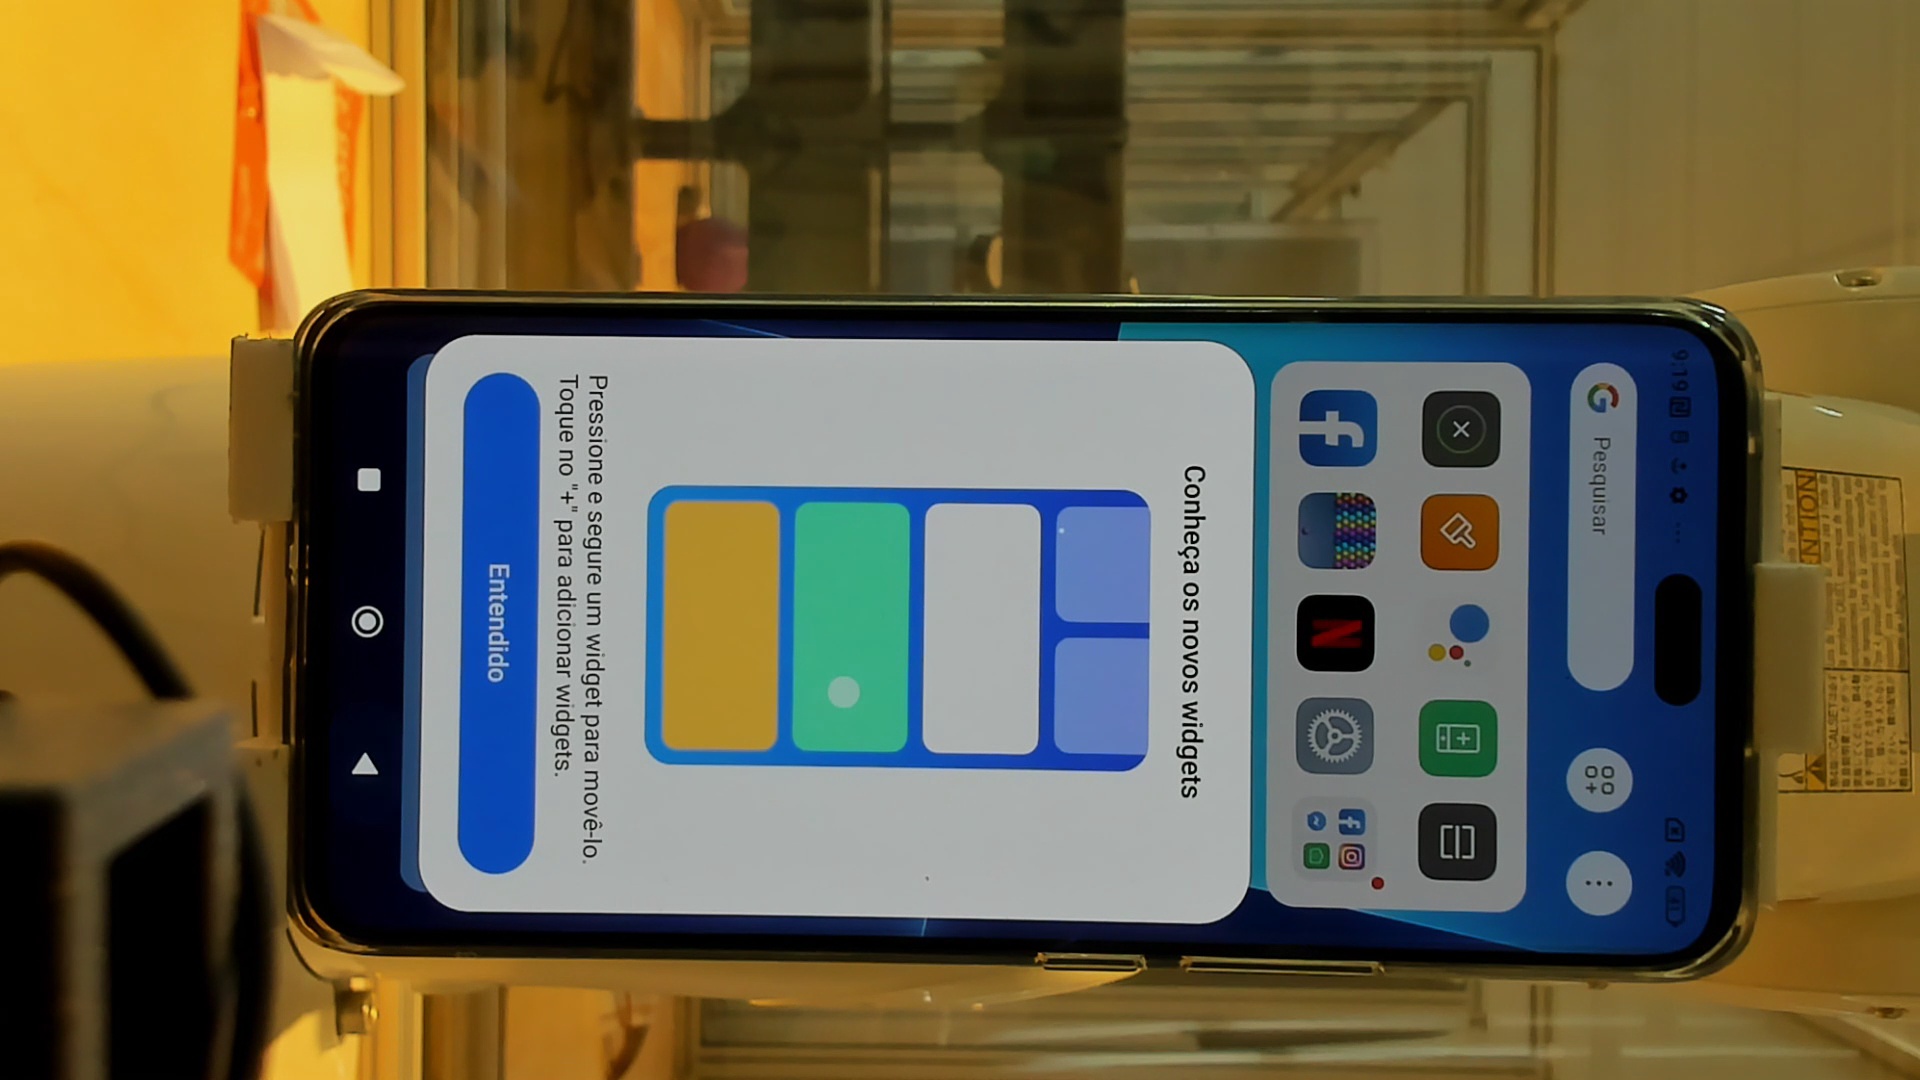 9:19
Pesquisar
Conheça os novos widgets
Pressione e segure um widget para movê-lo.
Toque no "+" para adicionar widgets.
Entendido